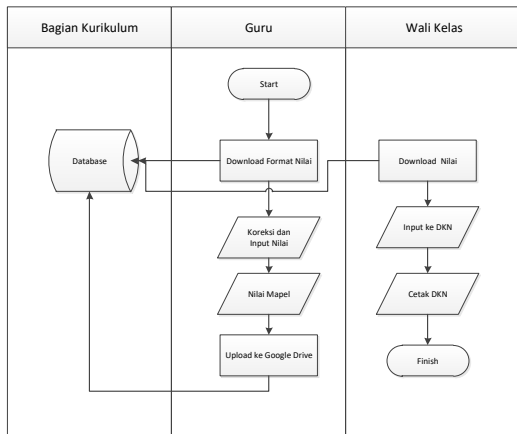 Bagian Kurikulum
Guru
Wali Kelas
Start
Database
Download Format Nilai
Download Nilai
Koreksi dan
Input Nilai
Input ke DKN
Nilai Mapel
Cetak DKN
Upload ke Google Drive
Finish